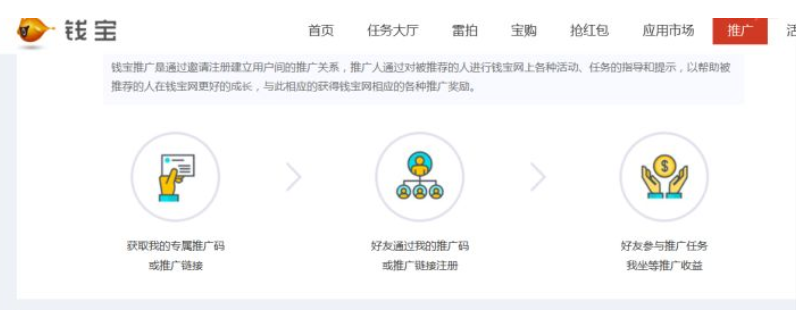 钱宝
首页 任务大厅 雷拍 宝购 抢红包 应用市场 推广 活
钱宝推广是通过邀请注册建立用户间的推广关系，推广人通过对被推荐的人进行钱宝网上各种活动、任务的指导和提示，以帮助被
推荐的人在钱宝网更好的成长，与此相应的获得钱宝网相应的各种推广奖励。
获取我的专属推广码
或推广链接
好友通过我的推广码
或推广链接注册
好友参与推广任务
我坐等推广收益